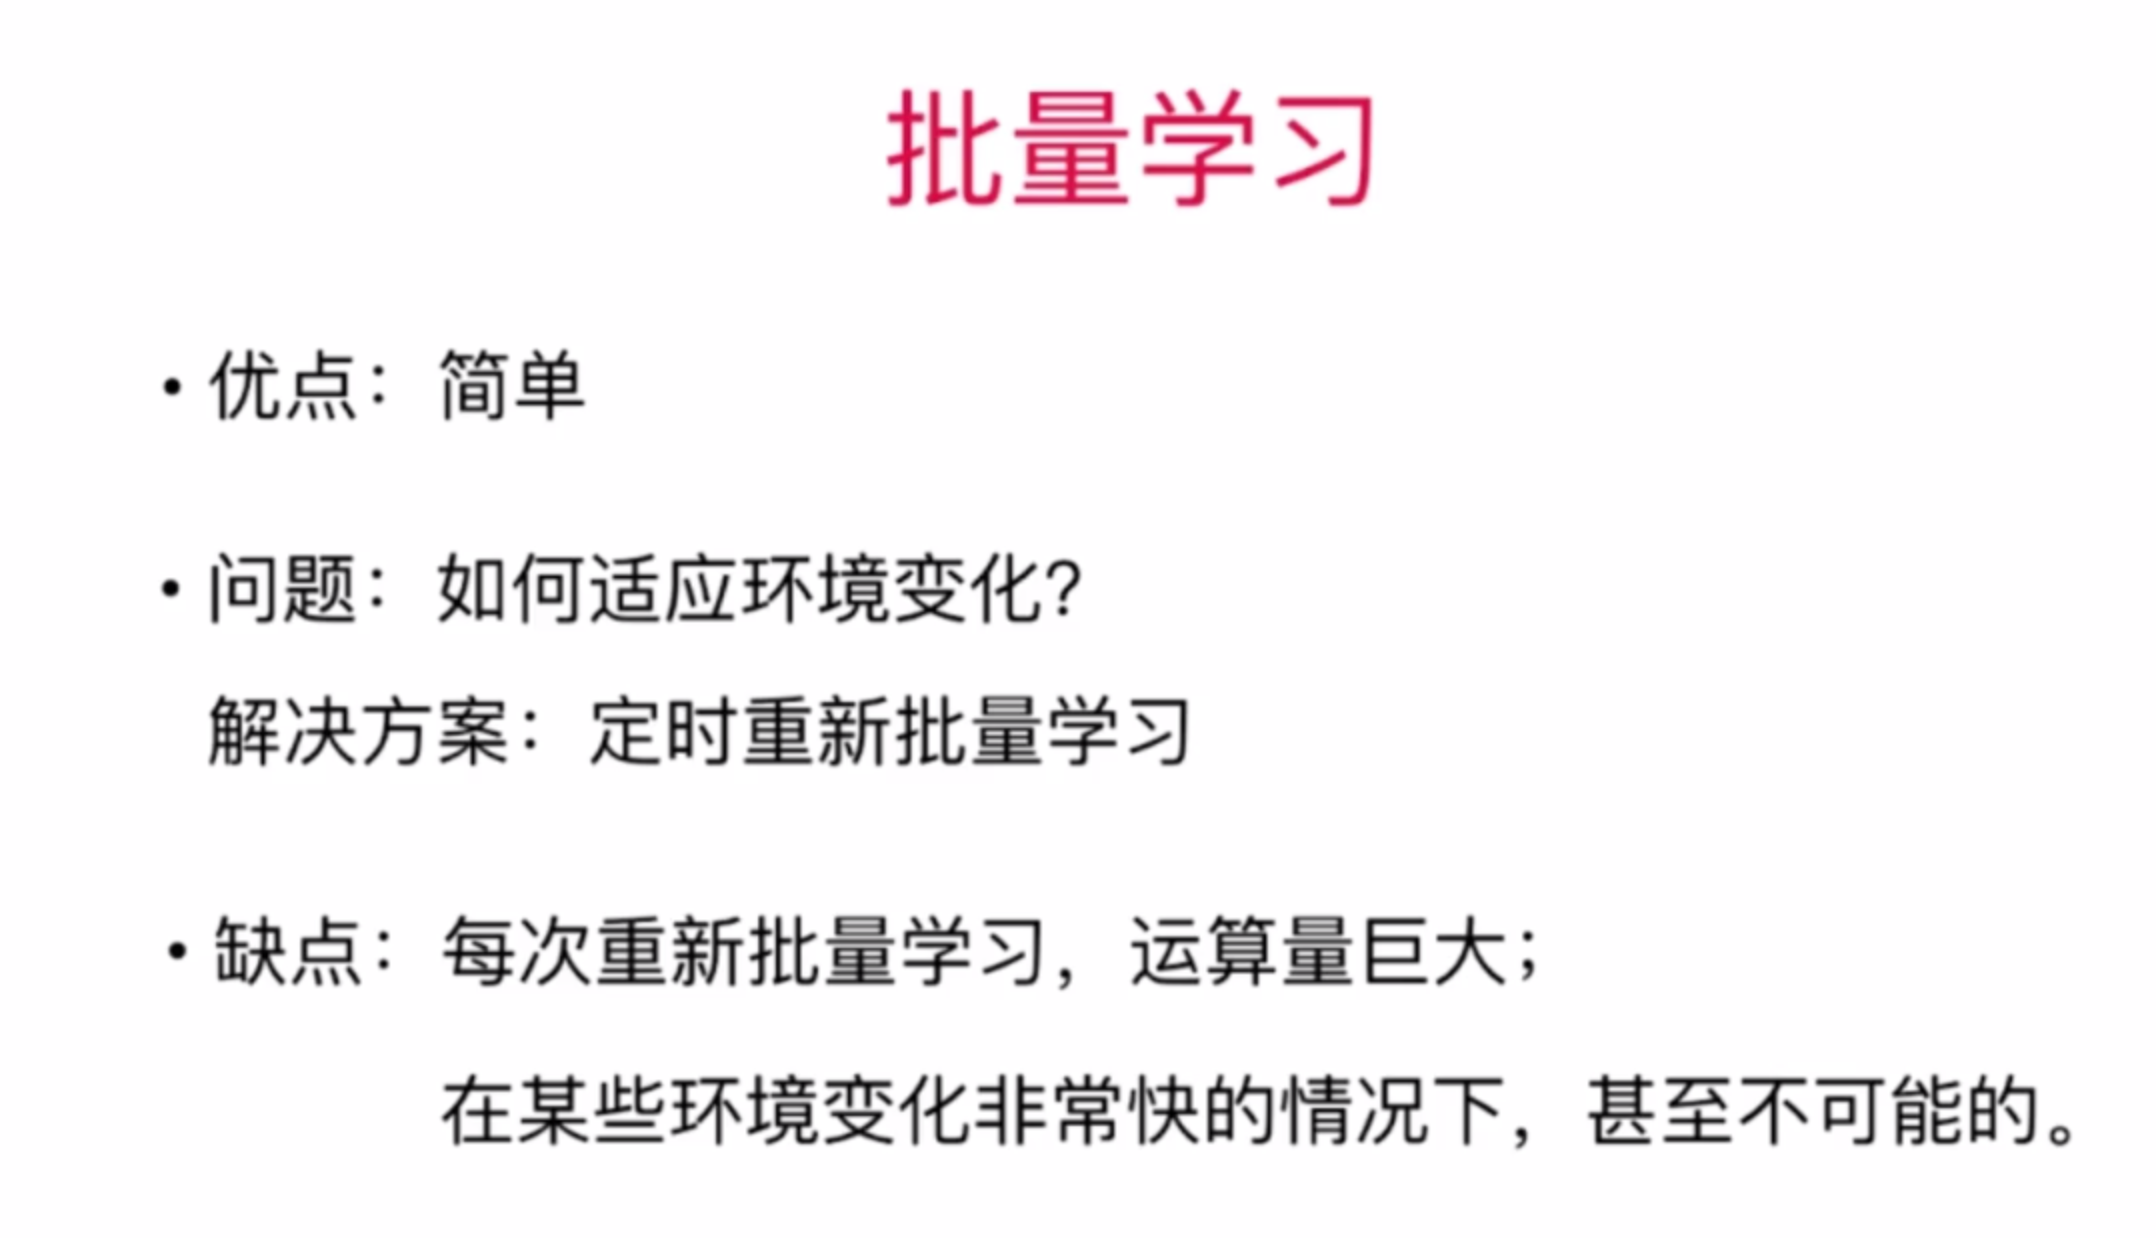 批量学习
• 优点：简单
• 问题：如何适应环境变化？
解决方案：定时重新批量学习
• 缺点：每次重新批量学习，运算量巨大；
在某些环境变化非常快的情况下，甚至不可能的。